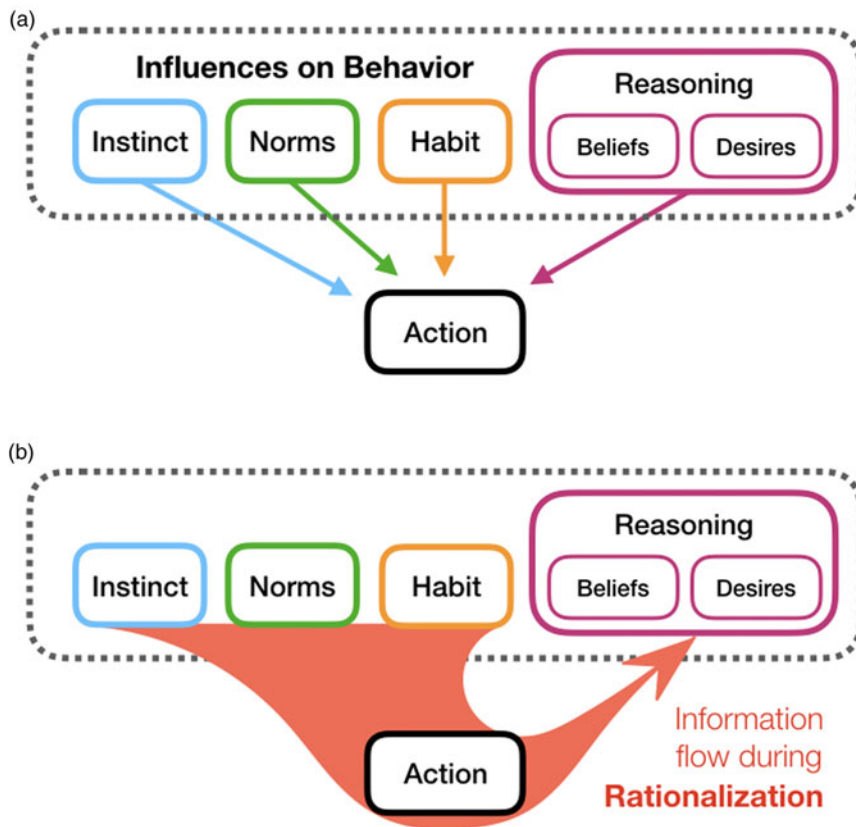 (a)
Influences on Behavior
Instinct
Norms
Habit
Reasoning
Beliefs
Desires
Action
(b)
Instinct
Norms
Habit
Reasoning
Beliefs
Desires
Action
Information
flow during
Rationalization